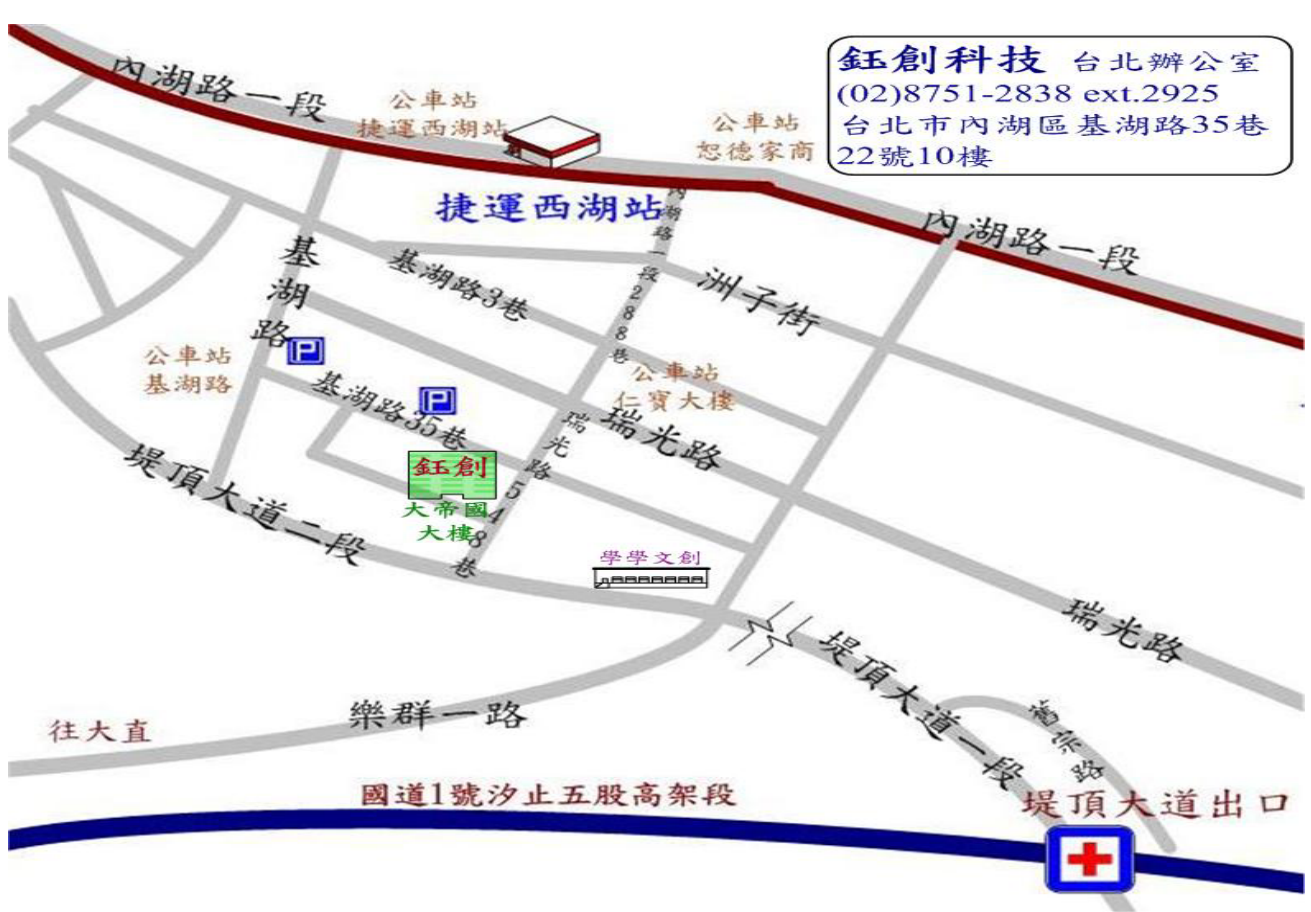 鈺創科技 台北辦公室
(02)8751-2838 ext.2925
台北市內湖區基湖路35巷
22號10樓
內湖路一段
公車站
捷運西湖站
公車站
恕德家商
捷運西湖站
內湖路一段288巷
內湖路一段
基湖路
基湖路3巷
洲子街
P
公車站
基湖路
基湖路35巷
P
公車站
仁寶大樓
瑞光路
瑞光路548巷
堤頂大道二段
鈺創
大帝國
大樓
學學文創
瑞光路
堤頂大道一段
樂群一路
往大直
舊宗路
國道1號汐止五股高架段
堤頂大道出口